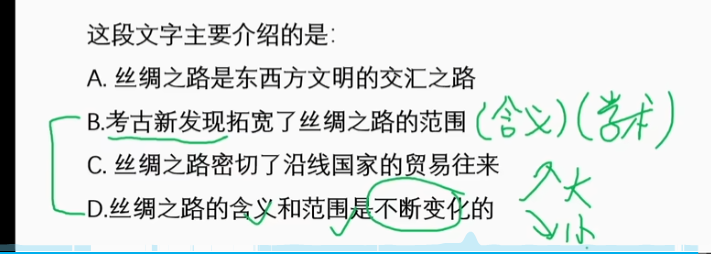 这段文字主要介绍的是:
A. 丝绸之路是东西方文明的交汇之路
B.考古新发现拓宽了丝绸之路的范围 (含义)(学术)
C. 丝绸之路密切了沿线国家的贸易往来
D.丝绸之路的含义和范围是不断变化的
大
小